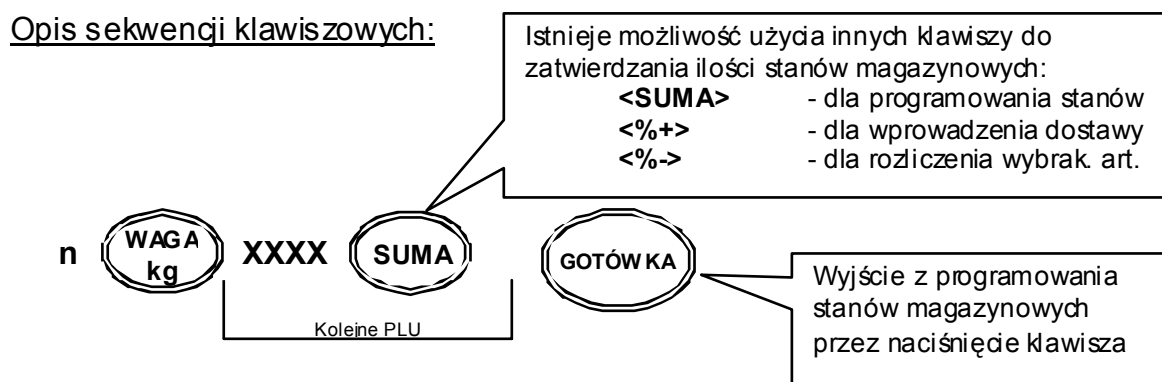 Opis sekwencji klawiszowych:
Istnieje możliwość użycia innych klawiszy do
zatwierdzania ilości stanów magazynowych:
<SUMA> - dla programowania stanów
<%+> - dla wprowadzenia dostawy
<%-> - dla rozliczenia wybrak. art.
n WAGA kg XXXX SUMA GOTÓWKA
Kolejne PLU
Wyjście z programowania
stanów magazynowych
przez naciśnięcie klawisza